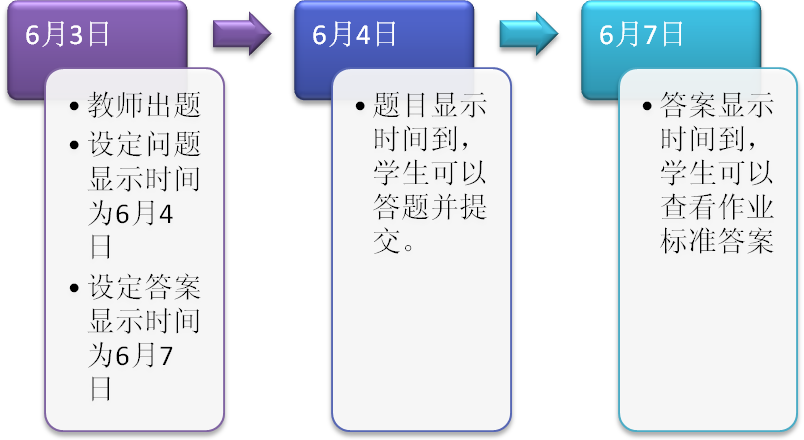 6月3日
• 教师出题
• 设定问题
显示时间
为6月4
日
• 设定答案
显示时间
为6月7
日
6月4日
• 题目显示
时间到，
学生可以
答题并提
交。
6月7日
• 答案显示
时间到，
学生可以
查看作业
标准答案